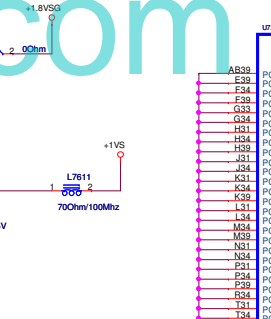 com
+1.8VSG
2 0Ohm
+1VS
L7611
1 2
70Ohm/100Mhz
U7
AB39
E39
F34
F39
G33
G34
H31
H34
H39
J31
J34
K31
K34
K39
L31
L34
M34
M39
N31
N34
P31
P34
P39
R34
T31
T34